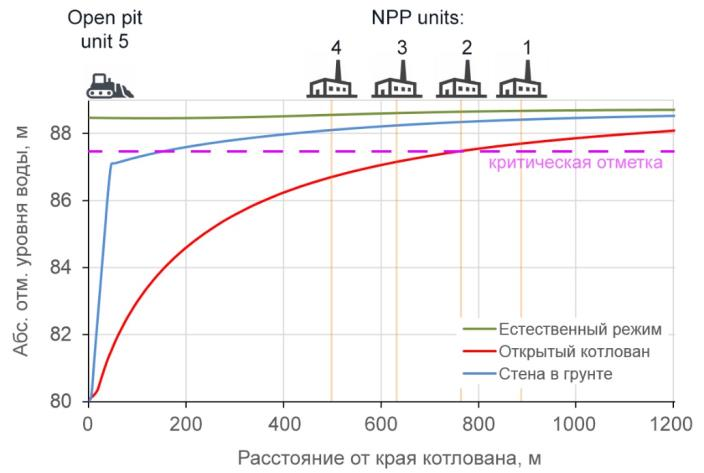 Open pit
unit 5
NPP units:
4 3 2 1
Абс. отм. уровня воды, м
88
86
84
82
80
критическая отметка
Естественный режим
Открытый котлован
Стена в грунте
0 200 400 600 800 1000 1200
Расстояние от края котлована, м